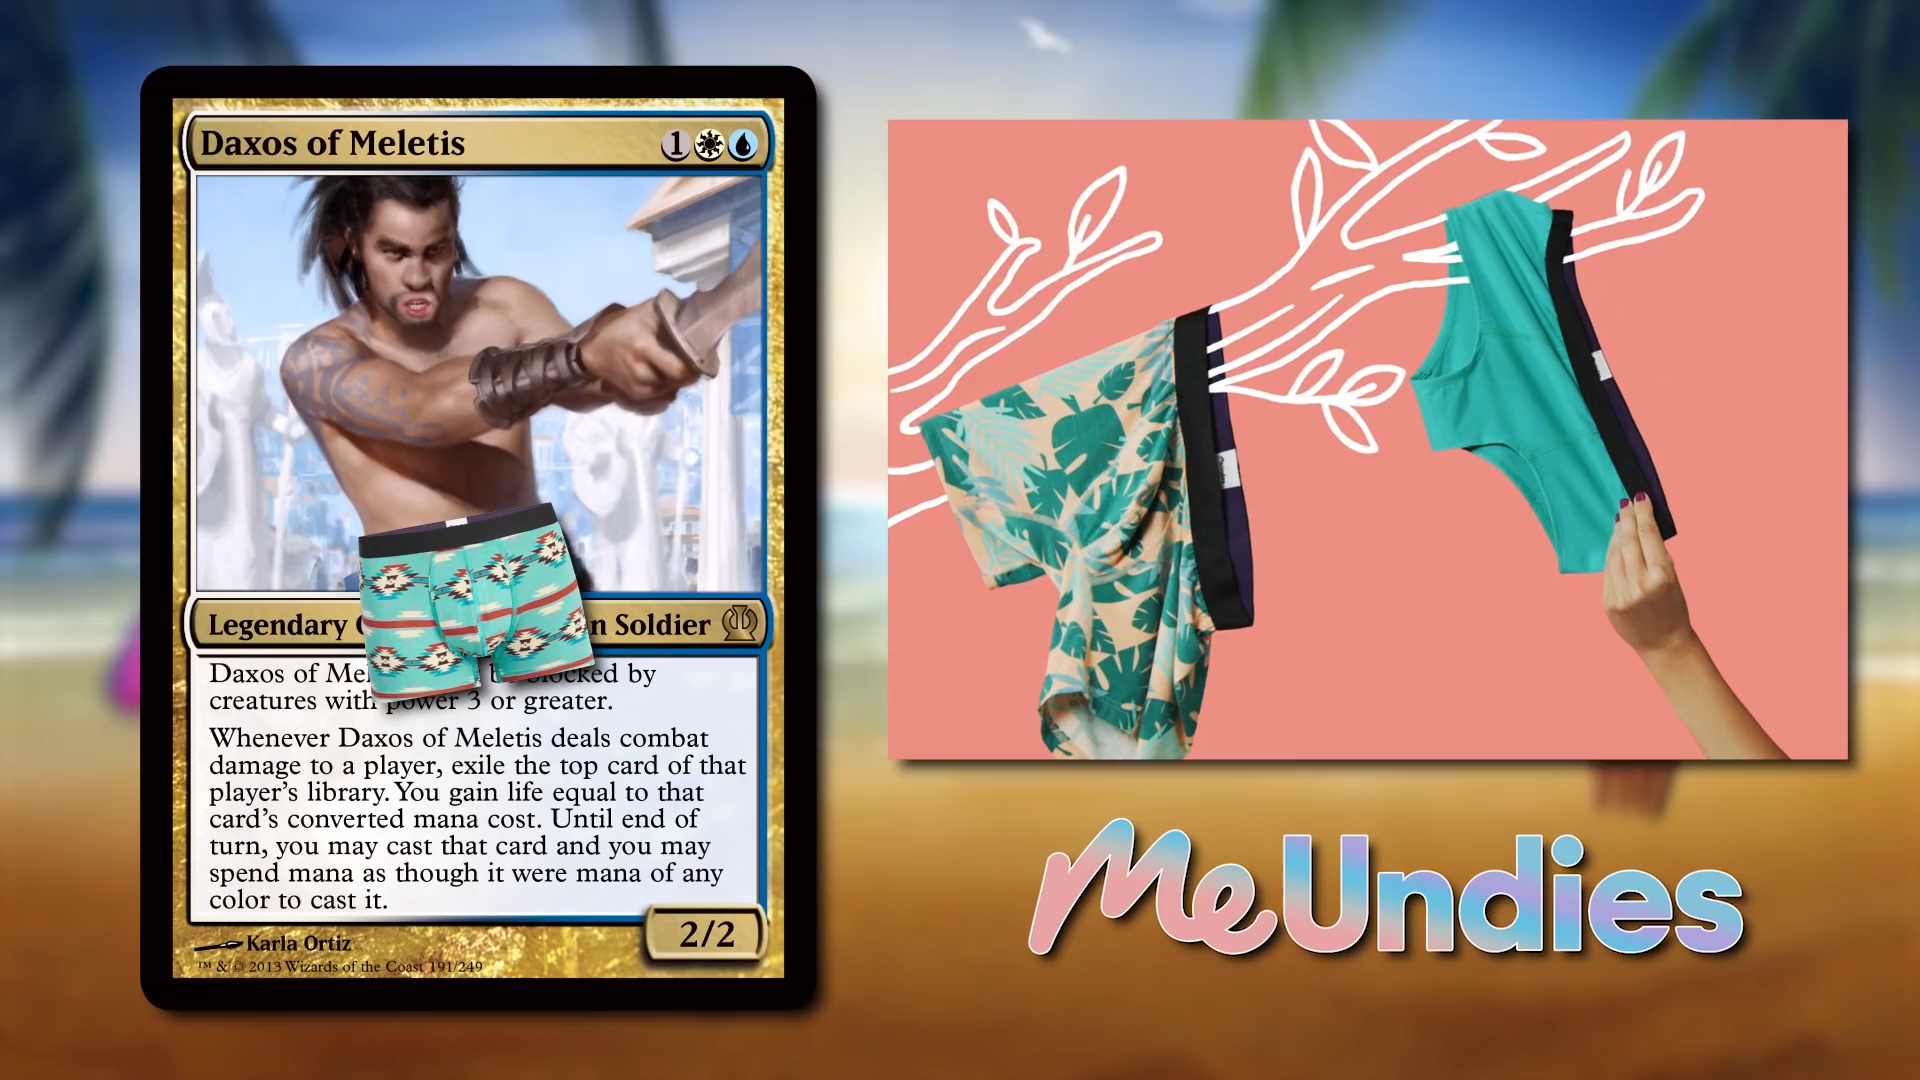 Daxos of Meletis 1
Legendary n Soldier
Daxos of Mel blocked by
creatures with power 3 or greater.
Whenever Daxos of Meletis deals combat
damage to a player, exile the top card of that
player's library. You gain life equal to that
card's converted mana cost. Until end of
turn, you may cast that card and you may
spend mana as though it were mana of any
color to cast it.
2/2
Karla Ortiz
™ & © 2013 Wizards of the Coast 191/249
MeUndies